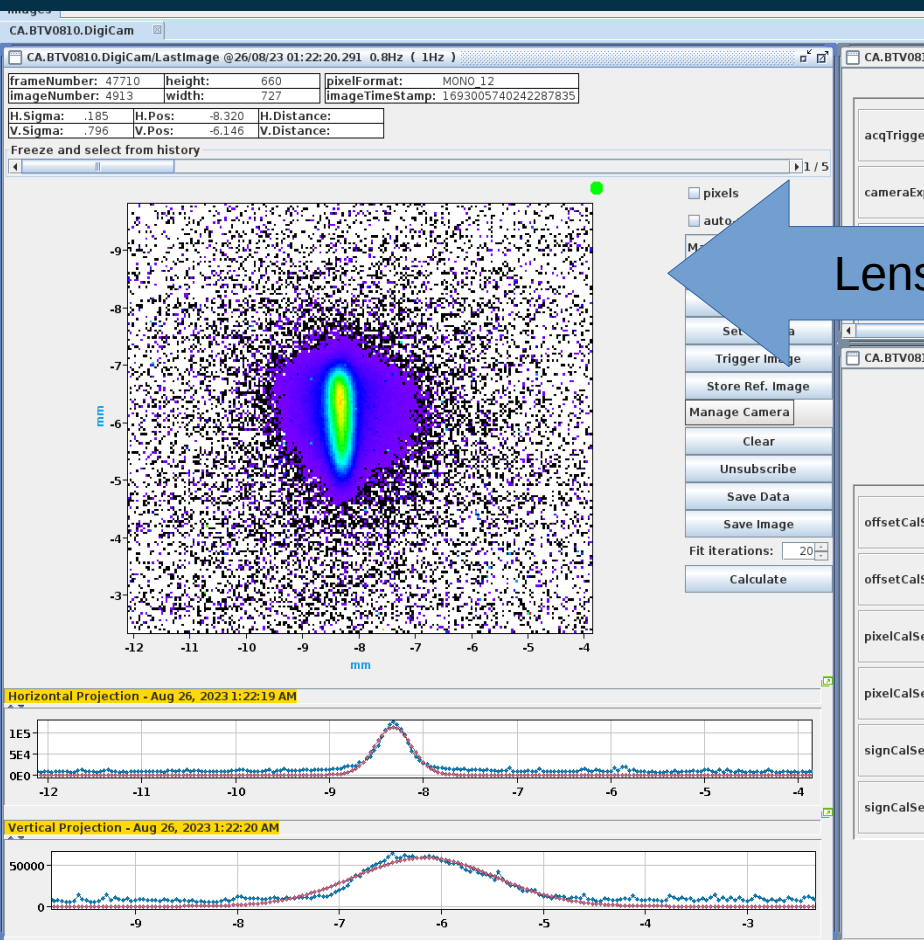 Images
CA.BTV0810.DigiCam
CA.BTV0810.DigiCam/LastImage @26/08/23 01:22:20.291 0.8Hz ( 1Hz )
frameNumber: 47710 height: 660 pixelFormat: MONO_12
imageNumber: 4913 width: 727 imageTimeStamp: 1693005740242287835
H.Sigma: .185 H.Pos: -8.320 H.Distance:
V.Sigma: .796 V.Pos: -6.146 V.Distance:
Freeze and select from history
1 / 5
pixels
auto
Set
Trigger Image
Store Ref. Image
Manage Camera
Clear
Unsubscribe
Save Data
Save Image
Fit iterations: 20
Calculate
-9
-8
-7
-6
-5
-4
-3
mm
-12 -11 -10 -9 -8 -7 -6 -5 -4
mm
Horizontal Projection - Aug 26, 2023 1:22:19 AM
1E5
5E4
0E0
-12 -11 -10 -9 -8 -7 -6 -5 -4
Vertical Projection - Aug 26, 2023 1:22:20 AM
50000
0
-9 -8 -7 -6 -5 -4 -3
Lens
CA.BTV081
acqTrigge
cameraExp
CA.BTV081
offsetCalS
offsetCalS
pixelCalSe
pixelCalSe
signCalSe
signCalSe